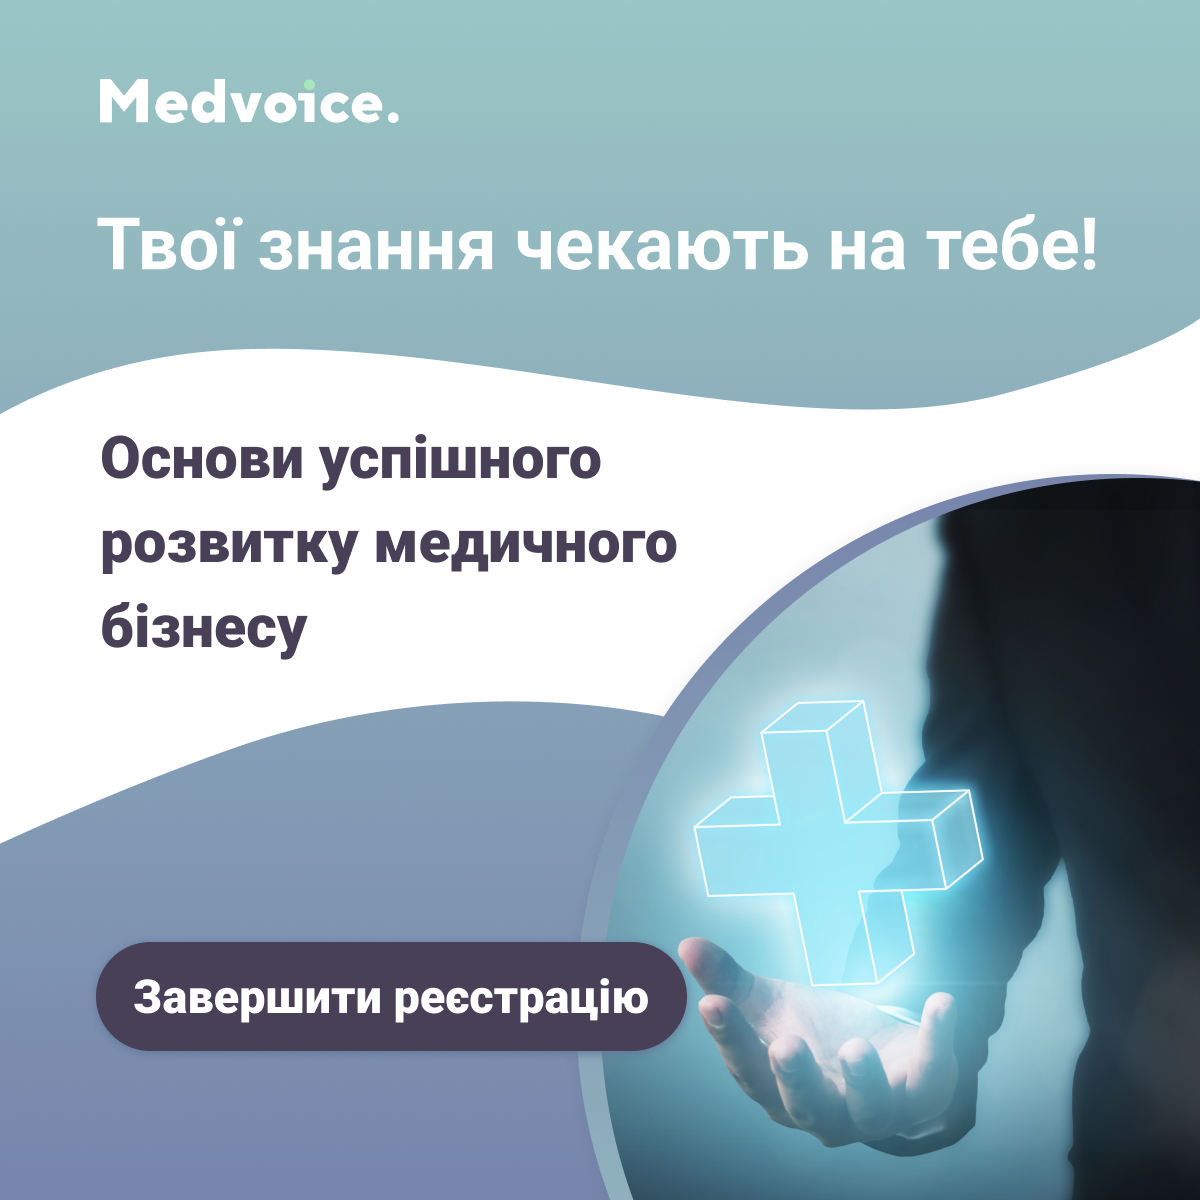 Medvoice.
Твої знання чекають на тебе!
Основи успішного
розвитку медичного
бізнесу
Завершити реєстрацію